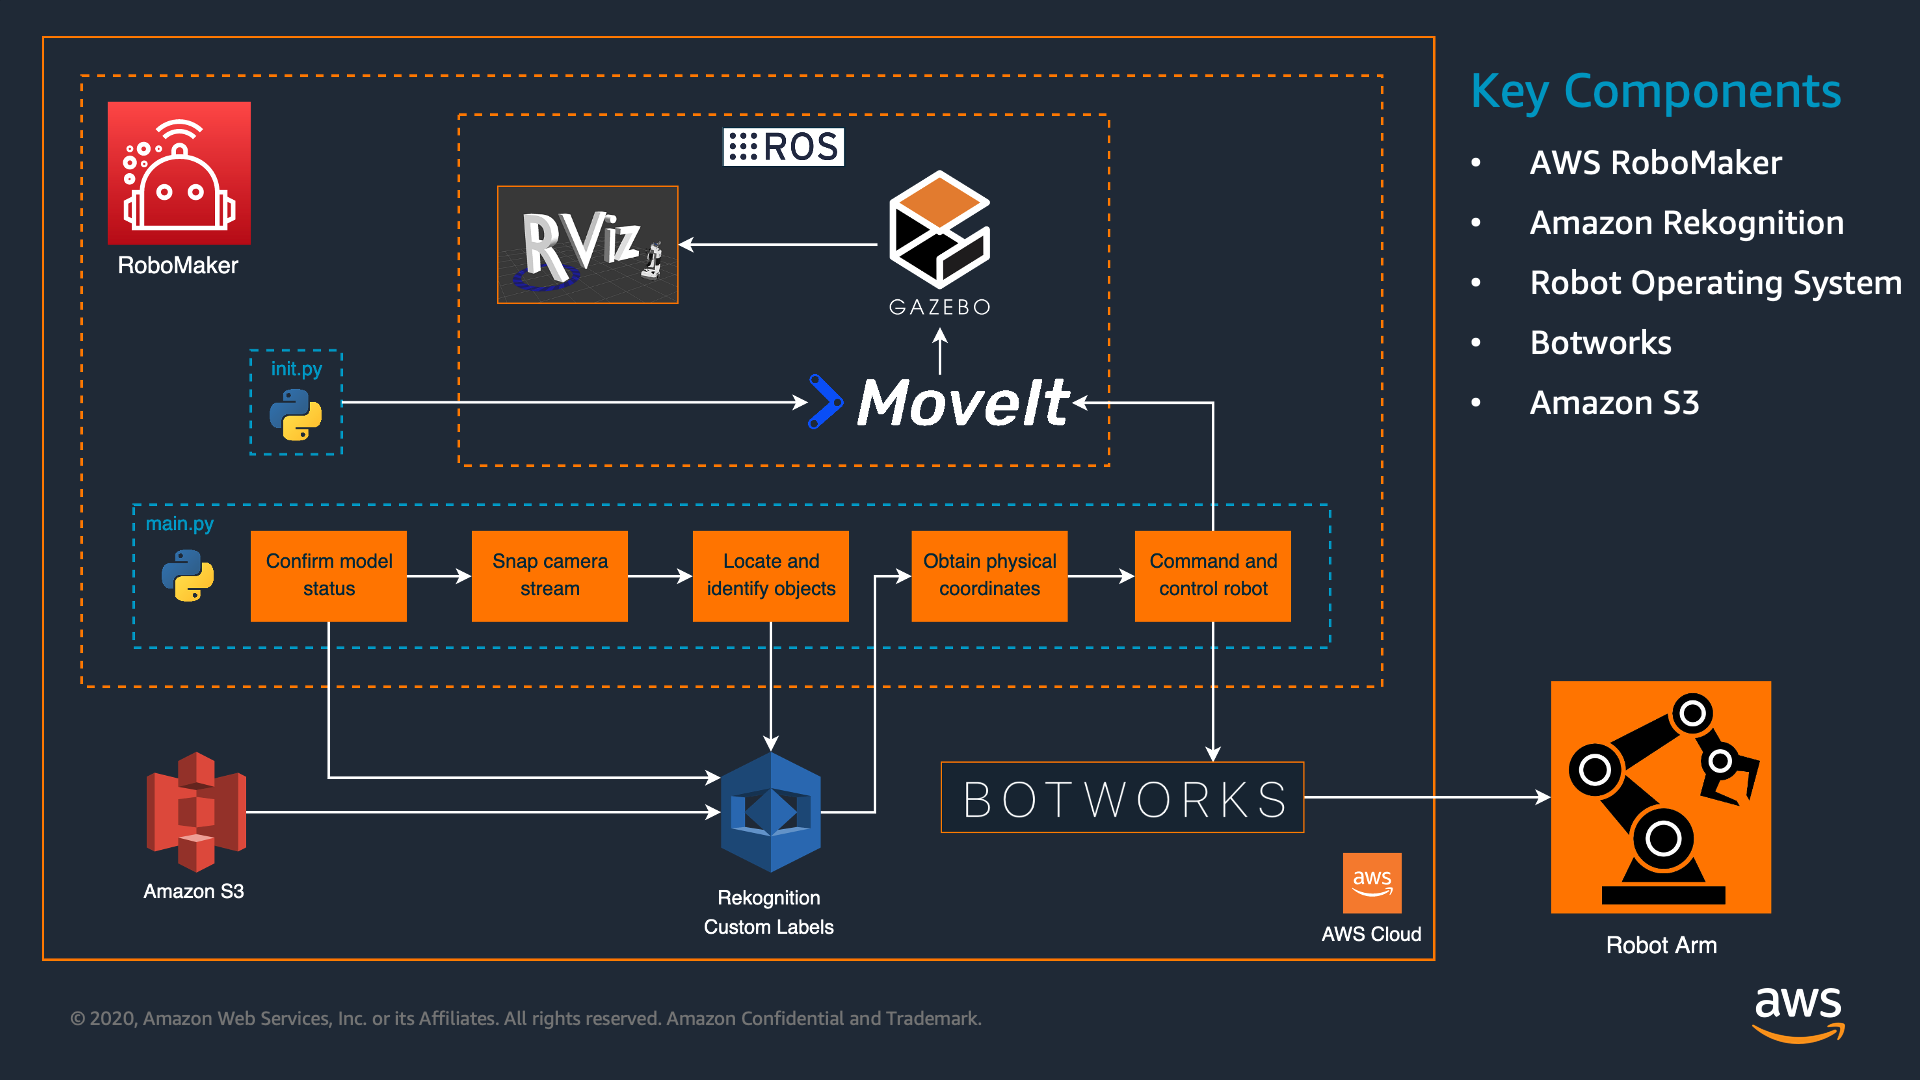 Key Components
• AWS RoboMaker
• Amazon Rekognition
• Robot Operating System
• Botworks
• Amazon S3
RoboMaker
ROS
RViz
GAZEBO
init.py
MoveIt
main.py
Confirm model
status
Snap camera
stream
Locate and
identify objects
Obtain physical
coordinates
Command and
control robot
Amazon S3
Rekognition
Custom Labels
BOTWORKS
aws
AWS Cloud
Robot Arm
© 2020, Amazon Web Services, Inc. or its Affiliates. All rights reserved. Amazon Confidential and Trademark.
aws